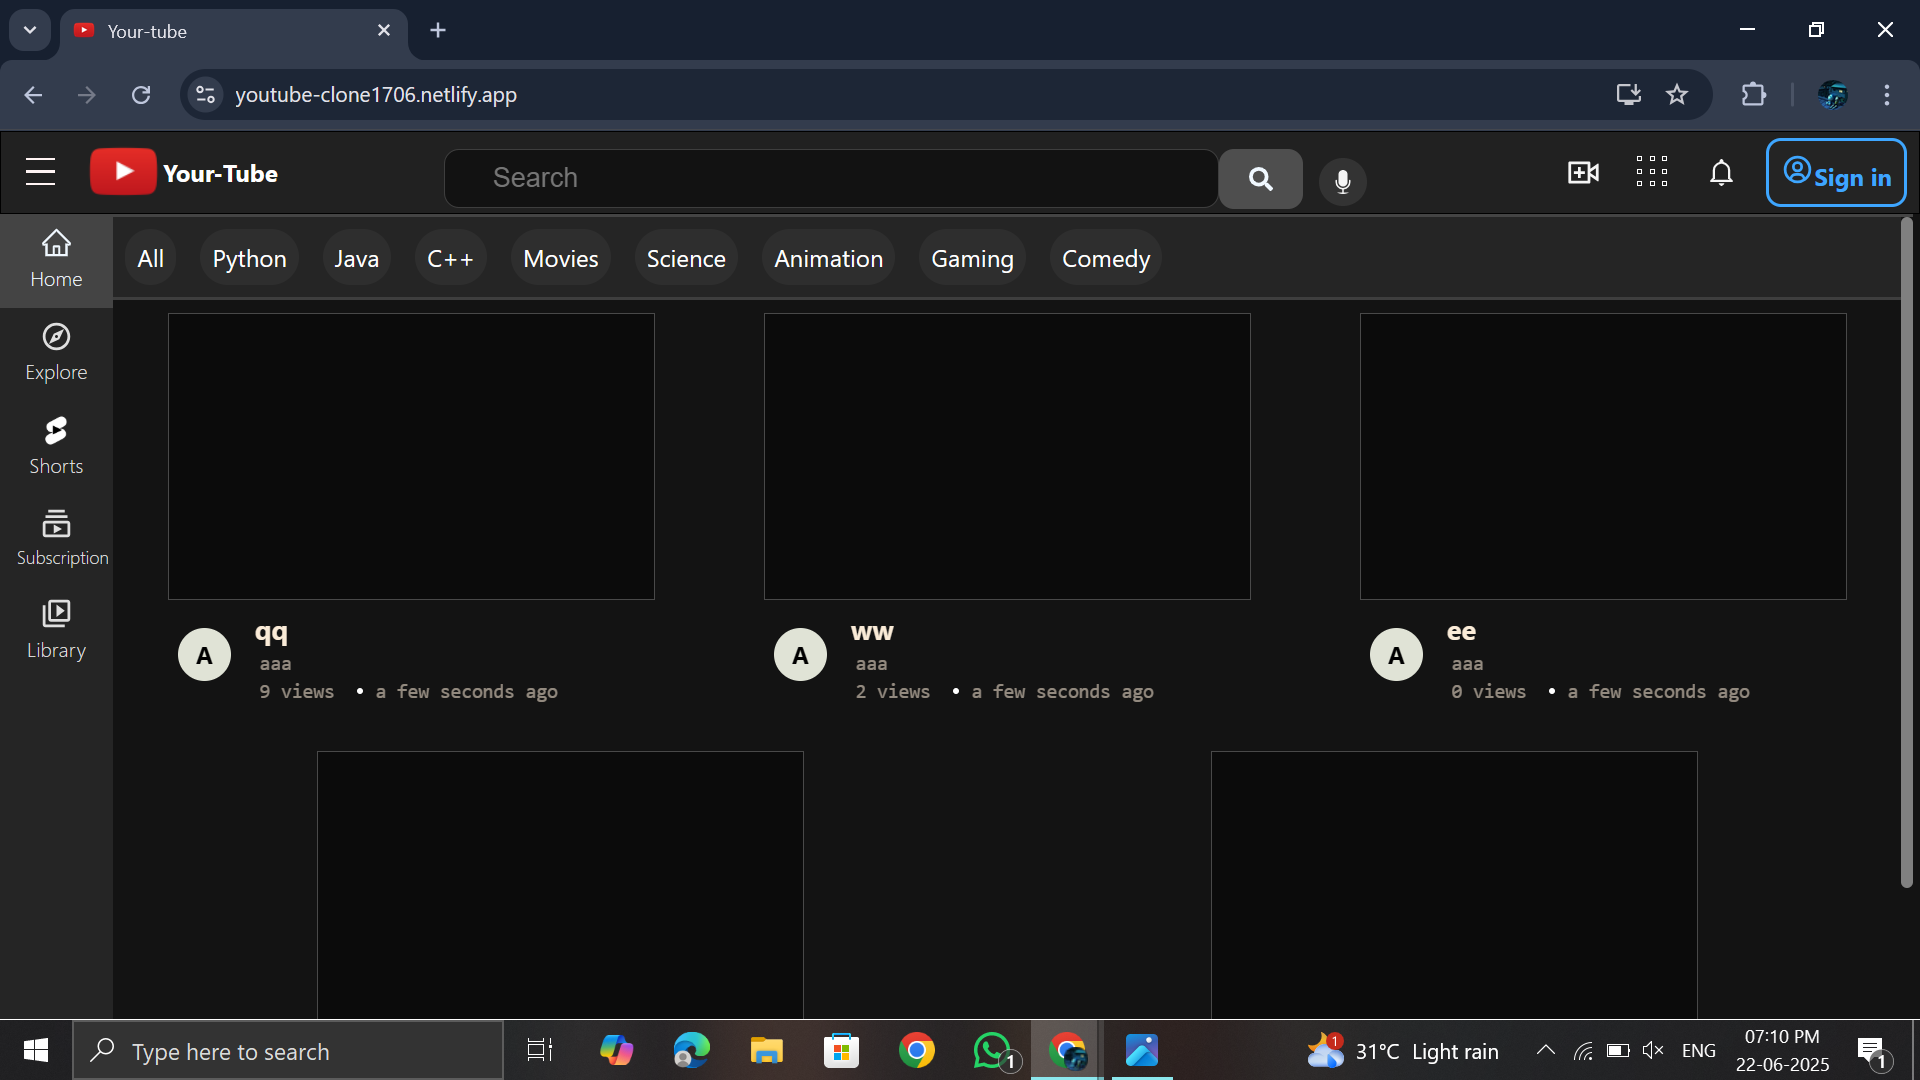 Your-tube
youtube-clone1706.netlify.app
Your-Tube
Search
Sign in
Home
Explore
Shorts
Subscription
Library
All Python Java C++ Movies Science Animation Gaming Comedy
A
qq
aaa
9 views • a few seconds ago
A
ww
aaa
2 views • a few seconds ago
A
ee
aaa
0 views • a few seconds ago
Type here to search
1
1
31°C Light rain
ENG
07:10 PM
22-06-2025
1